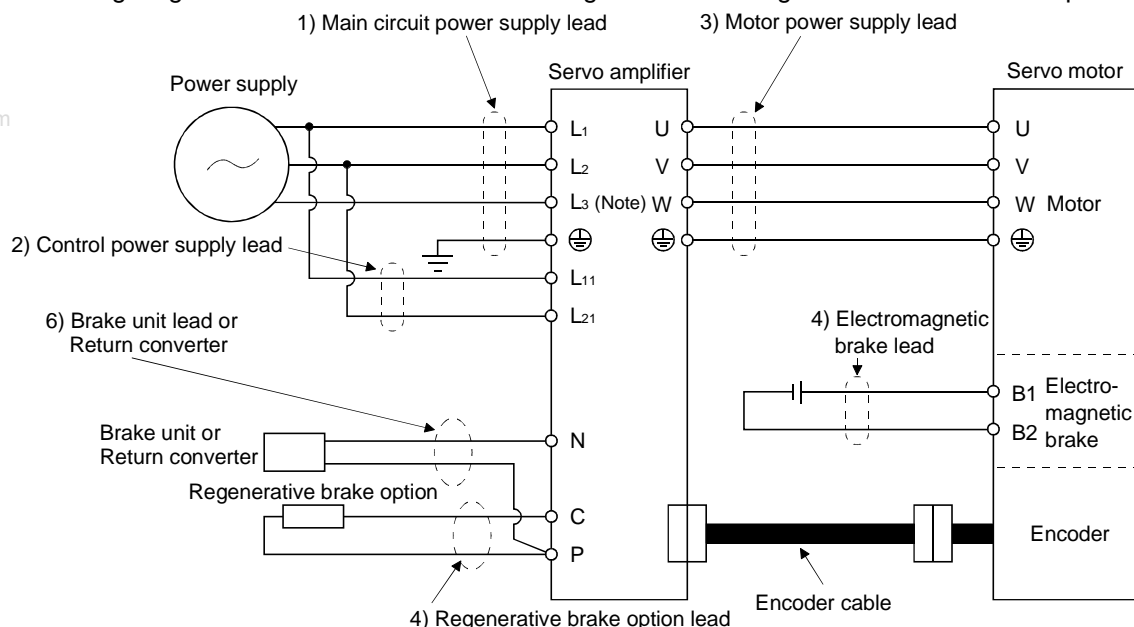 1) Main circuit power supply lead
3) Motor power supply lead
Servo amplifier
Servo motor
Power supply
L1
U
U
L2
V
V
L3 (Note)
W
W
Motor
2) Control power supply lead
L11
L21
6) Brake unit lead or
Return converter
4) Electromagnetic
brake lead
B1
B2
Electro-
magnetic
brake
Brake unit or
Return converter
N
Regenerative brake option
C
P
Encoder
Encoder cable
4) Regenerative brake option lead